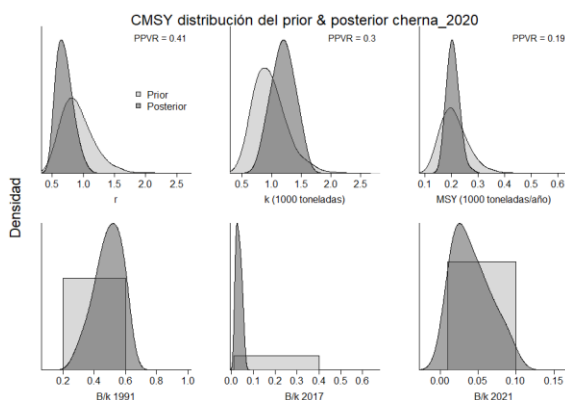 CMSY distribución del prior & posterior cherna_2020
PPVR = 0.41
PPVR = 0.3
PPVR = 0.19
Prior
Posterior
Densidad
0.5 1.0 1.5 2.0 2.5
r
0.5 1.0 1.5 2.0 2.5
k (1000 toneladas)
0.1 0.2 0.3 0.4 0.5 0.6
MSY (1000 toneladas/año)
0.2 0.4 0.6 0.8 1.0
B/k 1991
0.0 0.1 0.2 0.3 0.4 0.5 0.6
B/k 2017
0.00 0.05 0.10 0.15
B/k 2021